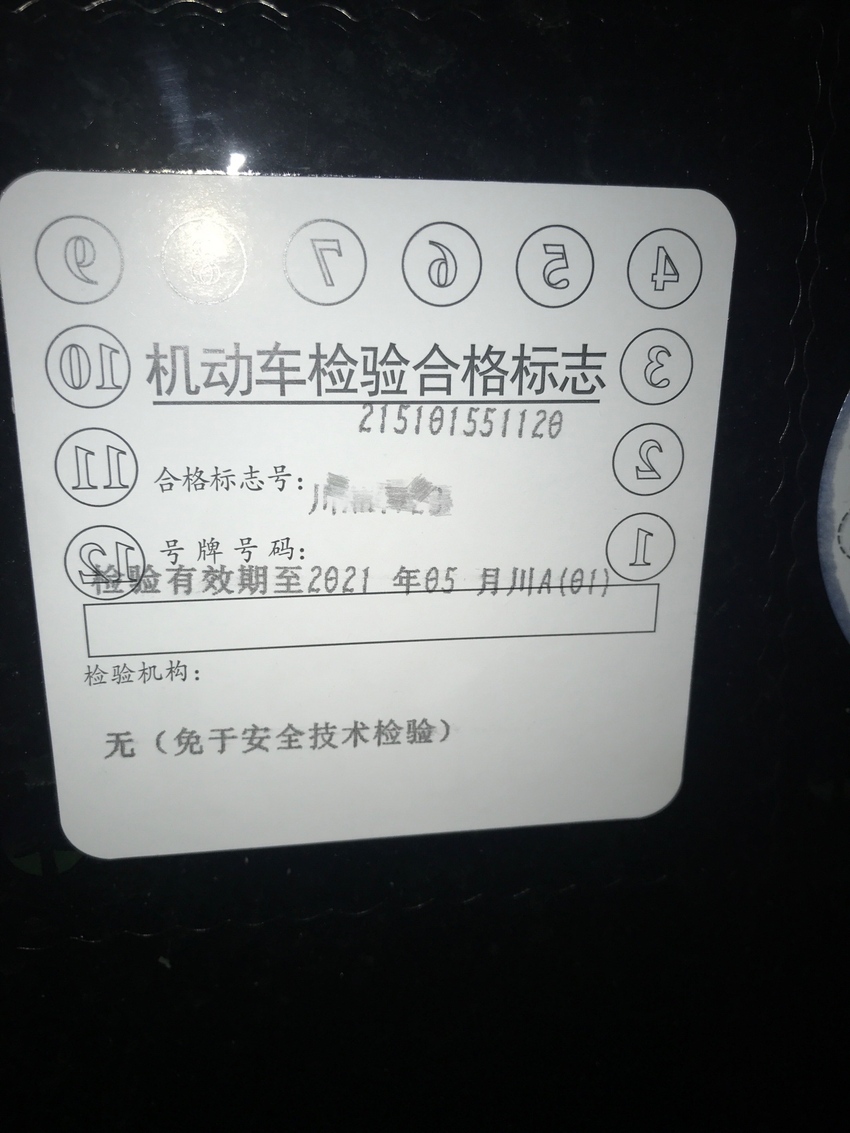 9 8 7 6 5 4
10 机动车检验合格标志 3
215101551120
11 合格标志号: 2
川
12 号牌号码: 1
检验有效期至2021 年05 月川A(01)
检验机构:
无(免于安全技术检验)